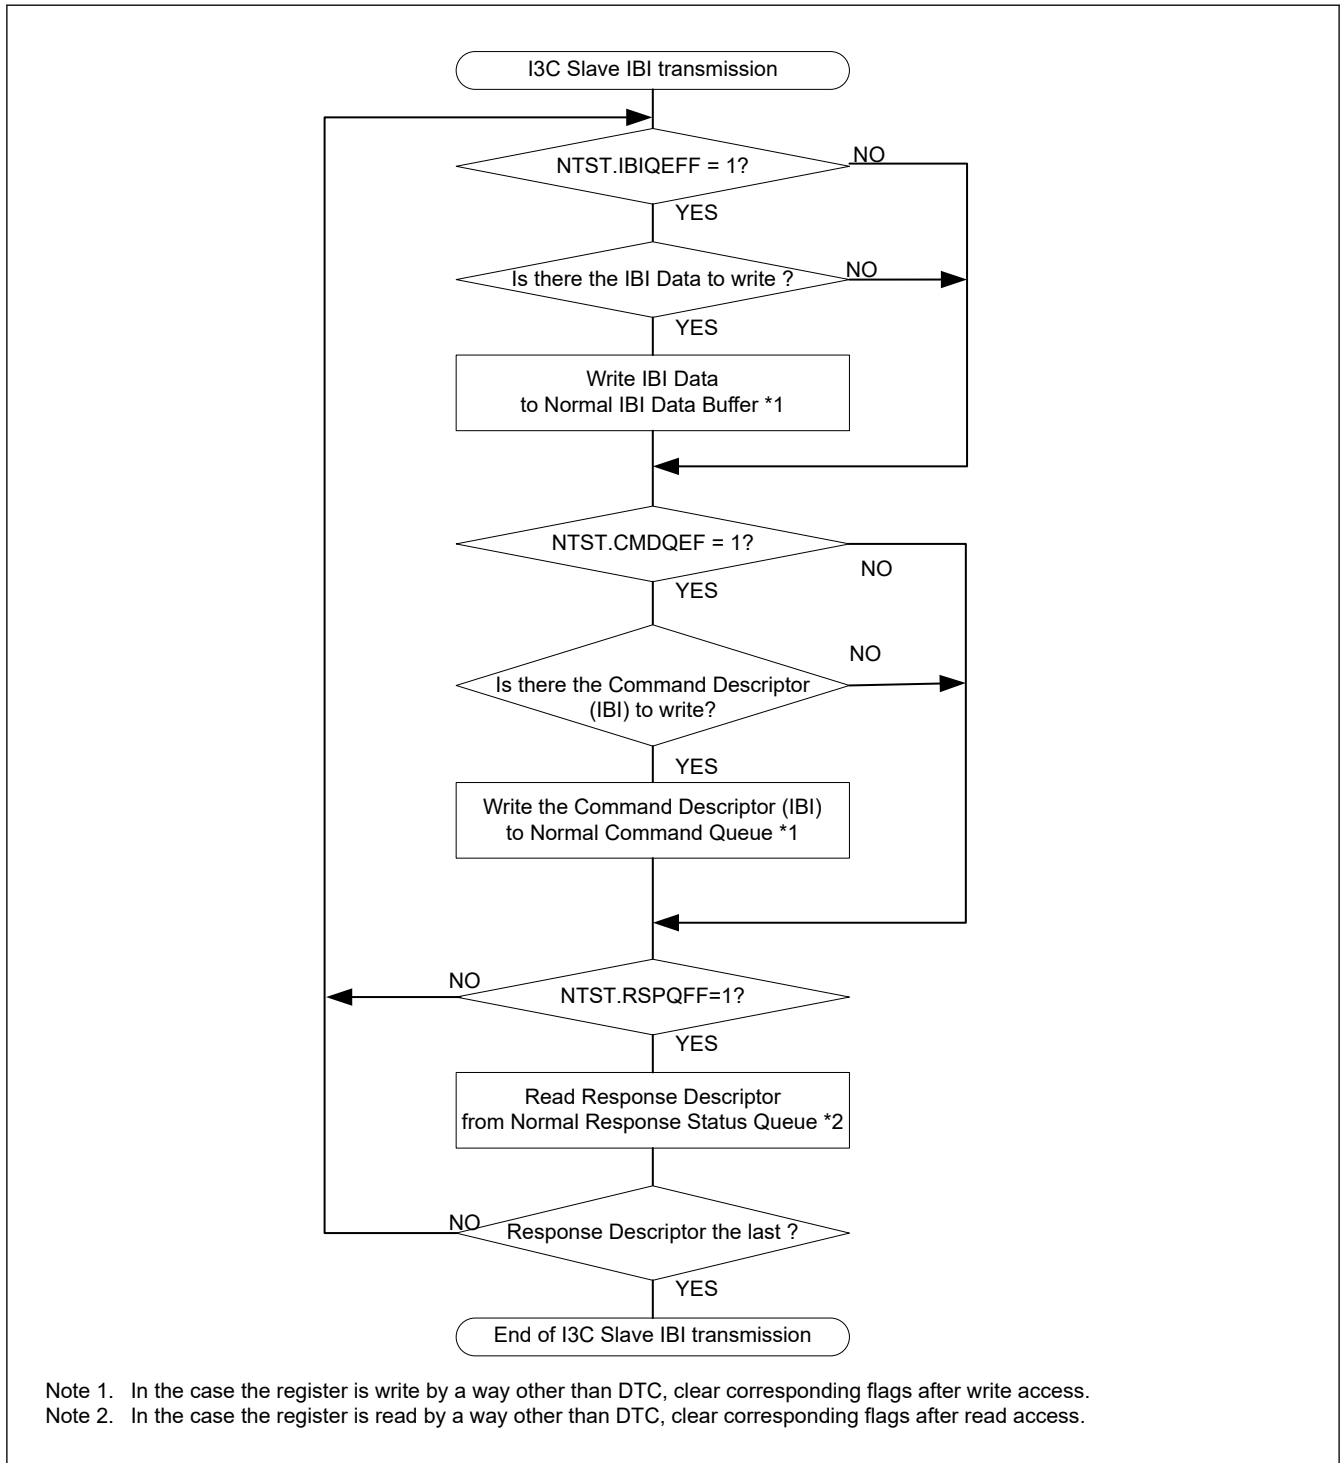 I3C Slave IBI transmission
NTST.IBIQEFF = 1?
NO
YES
Is there the IBI Data to write ?
NO
YES
Write IBI Data
to Normal IBI Data Buffer *1
NTST.CMDQEF = 1?
NO
YES
NO
Is there the Command Descriptor
(IBI) to write?
YES
Write the Command Descriptor (IBI)
to Normal Command Queue *1
NO
NTST.RSPQFF=1?
YES
Read Response Descriptor
from Normal Response Status Queue *2
NO
Response Descriptor the last ?
YES
End of I3C Slave IBI transmission
Note 1. In the case the register is write by a way other than DTC, clear corresponding flags after write access.
Note 2. In the case the register is read by a way other than DTC, clear corresponding flags after read access.